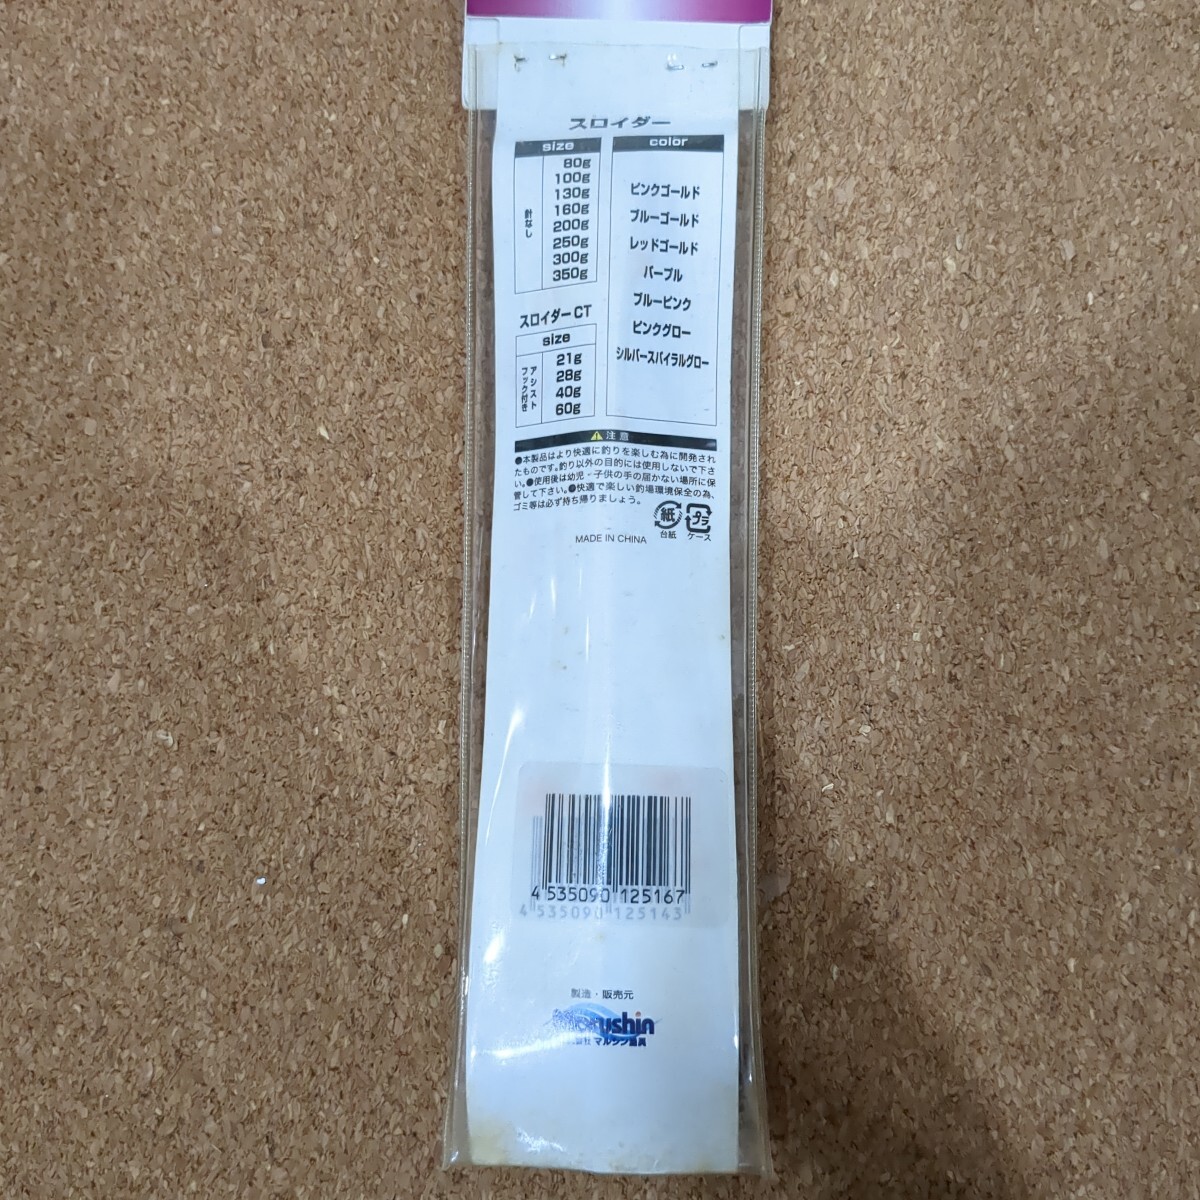 スロイダー
size
針なし
80g
100g
130g
160g
200g
250g
300g
350g
color
ピンクゴールド
ブルーゴールド
レッドゴールド
パープル
ブルーピンク
ピンクグロー
シルバースパイラルグロー
スロイダーCT
size
アシスト
フック付き
21g
28g
40g
60g
注意
●本製品はより快適に釣りを楽しむ為に開発され
たものです。釣り以外の目的には使用しないで下さ
い。●使用後は幼児・子供の手の届かない場所に保
管して下さい。●快適で楽しい釣場環境保全の為、
ゴミ等は必ず持ち帰りましょう。
紙
台紙
プラ
ケース
MADE IN CHINA
4 535090 125167
4 535090 125143
製造・販売元
Marushin
株式会社 マルシン漁具